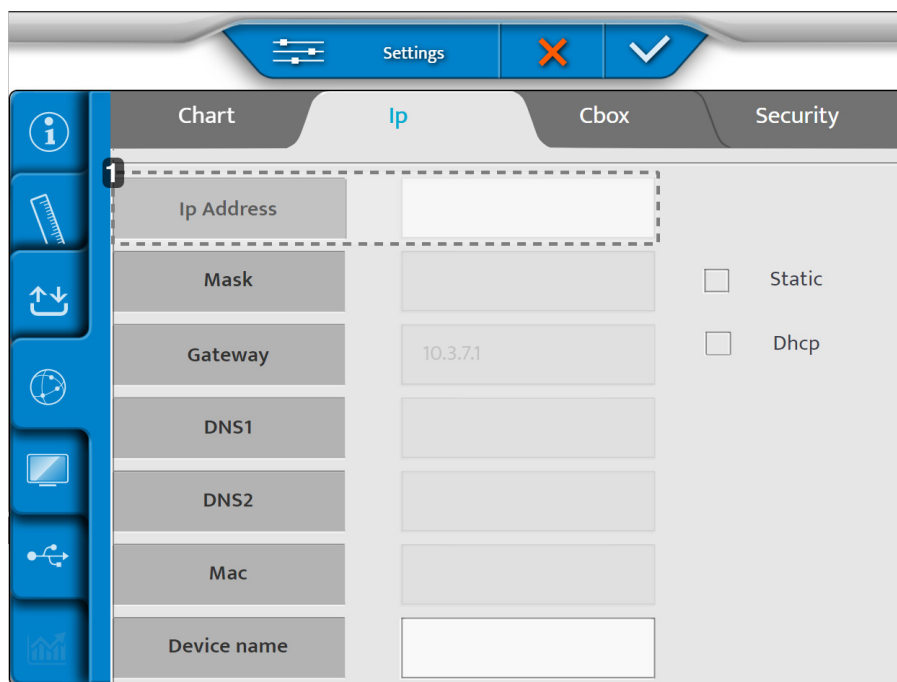 Settings
Chart Ip Cbox Security
1
Ip Address
Mask Static
Gateway 10.3.7.1 Dhcp
DNS1
DNS2
Mac
Device name